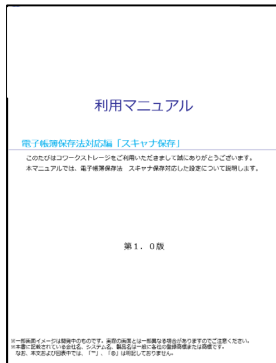 利用マニュアル
電子帳簿保存法対応編「スキャナ保存」
このたびはコワークストレージをご利用いただきまして誠にありがとうございます。
本マニュアルでは、電子帳簿保存法 スキャナ保存対応した設定について説明します。
第1.0版
※一部画面イメージは開発中のものです。実際の画面とは一部異なる場合がありますのでご注意ください。
※本書に記載されている会社名、システム名、製品名は一般に各社の登録商標または商標です。
なお、本文および図表中では、「™」、「®」は明記しておりません。